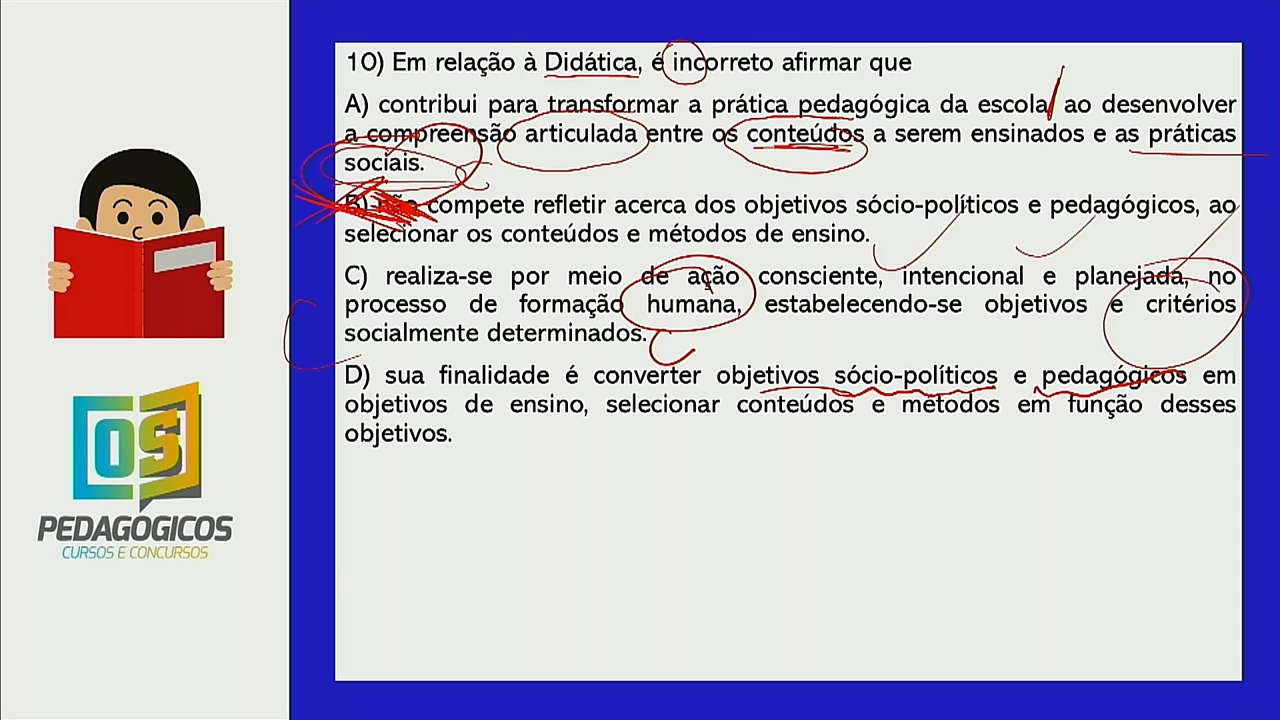 10) Em relação à Didática, é incorreto afirmar que
A) contribui para transformar a prática pedagógica da escola, ao desenvolver
a compreensão articulada entre os conteúdos a serem ensinados e as práticas
sociais.
B) não compete refletir acerca dos objetivos sócio-políticos e pedagógicos, ao
selecionar os conteúdos e métodos de ensino.
C) realiza-se por meio de ação consciente, intencional e planejada, no
processo de formação humana, estabelecendo-se objetivos e critérios
socialmente determinados.
D) sua finalidade é converter objetivos sócio-políticos e pedagógicos em
objetivos de ensino, selecionar conteúdos e métodos em função desses
objetivos.
OS
PEDAGÓGICOS
CURSOS E CONCURSOS